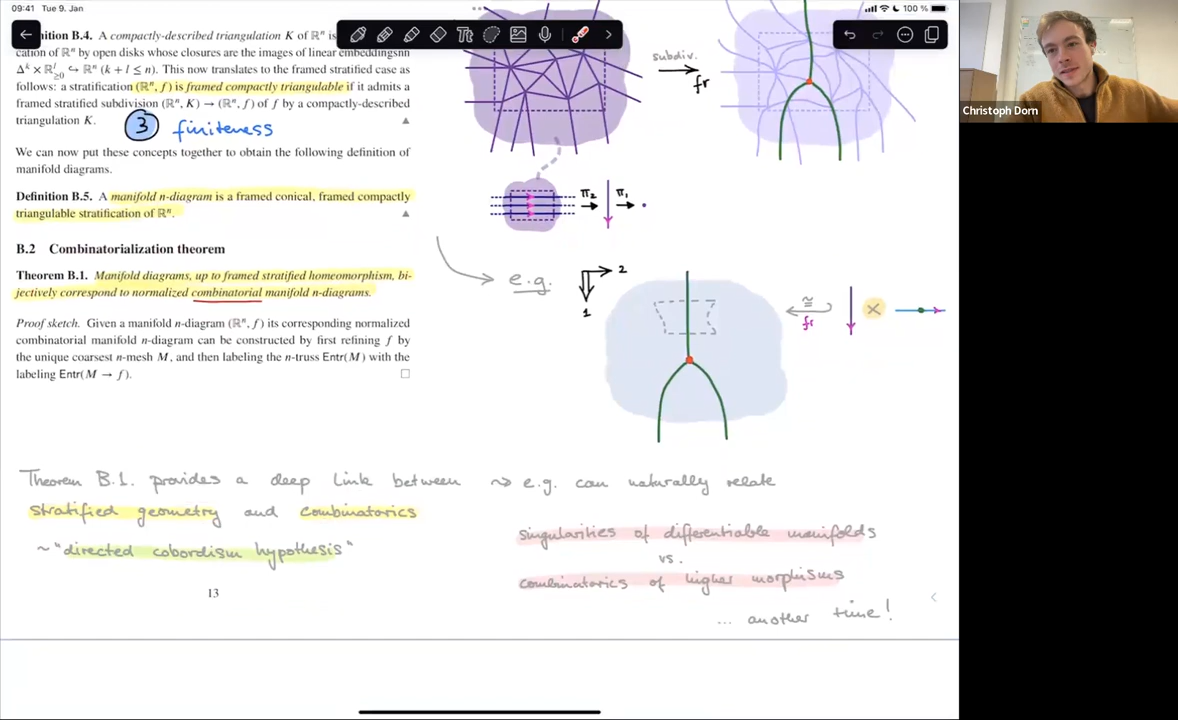 09:41 Tue 9. Jan
100 %
ition B.4. A compactly-described triangulation K of ℝⁿ is
cation of ℝⁿ by open disks whose closures are the images of linear embeddingsnn
Δᵏ × ℝˡ≥0 ↪ ℝⁿ (k + l ≤ n). This now translates to the framed stratified case as
follows: a stratification (ℝⁿ, f) is framed compactly triangulable if it admits a
framed stratified subdivision (ℝⁿ, K) → (ℝⁿ, f) of f by a compactly-described
triangulation K. ▲
3 finiteness
We can now put these concepts together to obtain the following definition of
manifold diagrams.
Definition B.5. A manifold n-diagram is a framed conical, framed compactly
triangulable stratification of ℝⁿ. ▲
B.2 Combinatorialization theorem
Theorem B.1. Manifold diagrams, up to framed stratified homeomorphism, bi-
jectively correspond to normalized combinatorial manifold n-diagrams.
Proof sketch. Given a manifold n-diagram (ℝⁿ, f) its corresponding normalized
combinatorial manifold n-diagram can be constructed by first refining f by
the unique coarsest n-mesh M, and then labeling the n-truss Entr(M) with the
labeling Entr(M → f). □
subdiv.
fr
π₂ π₁
e.g.
2
1
≅
fr
×
Theorem B.1. provides a deep link between
stratified geometry and combinatorics
~ "directed cobordism hypothesis"
⇝ e.g. can naturally relate
singularities of differentiable manifolds
vs.
combinatorics of higher morphisms
... another time!
13
Christoph Dorn